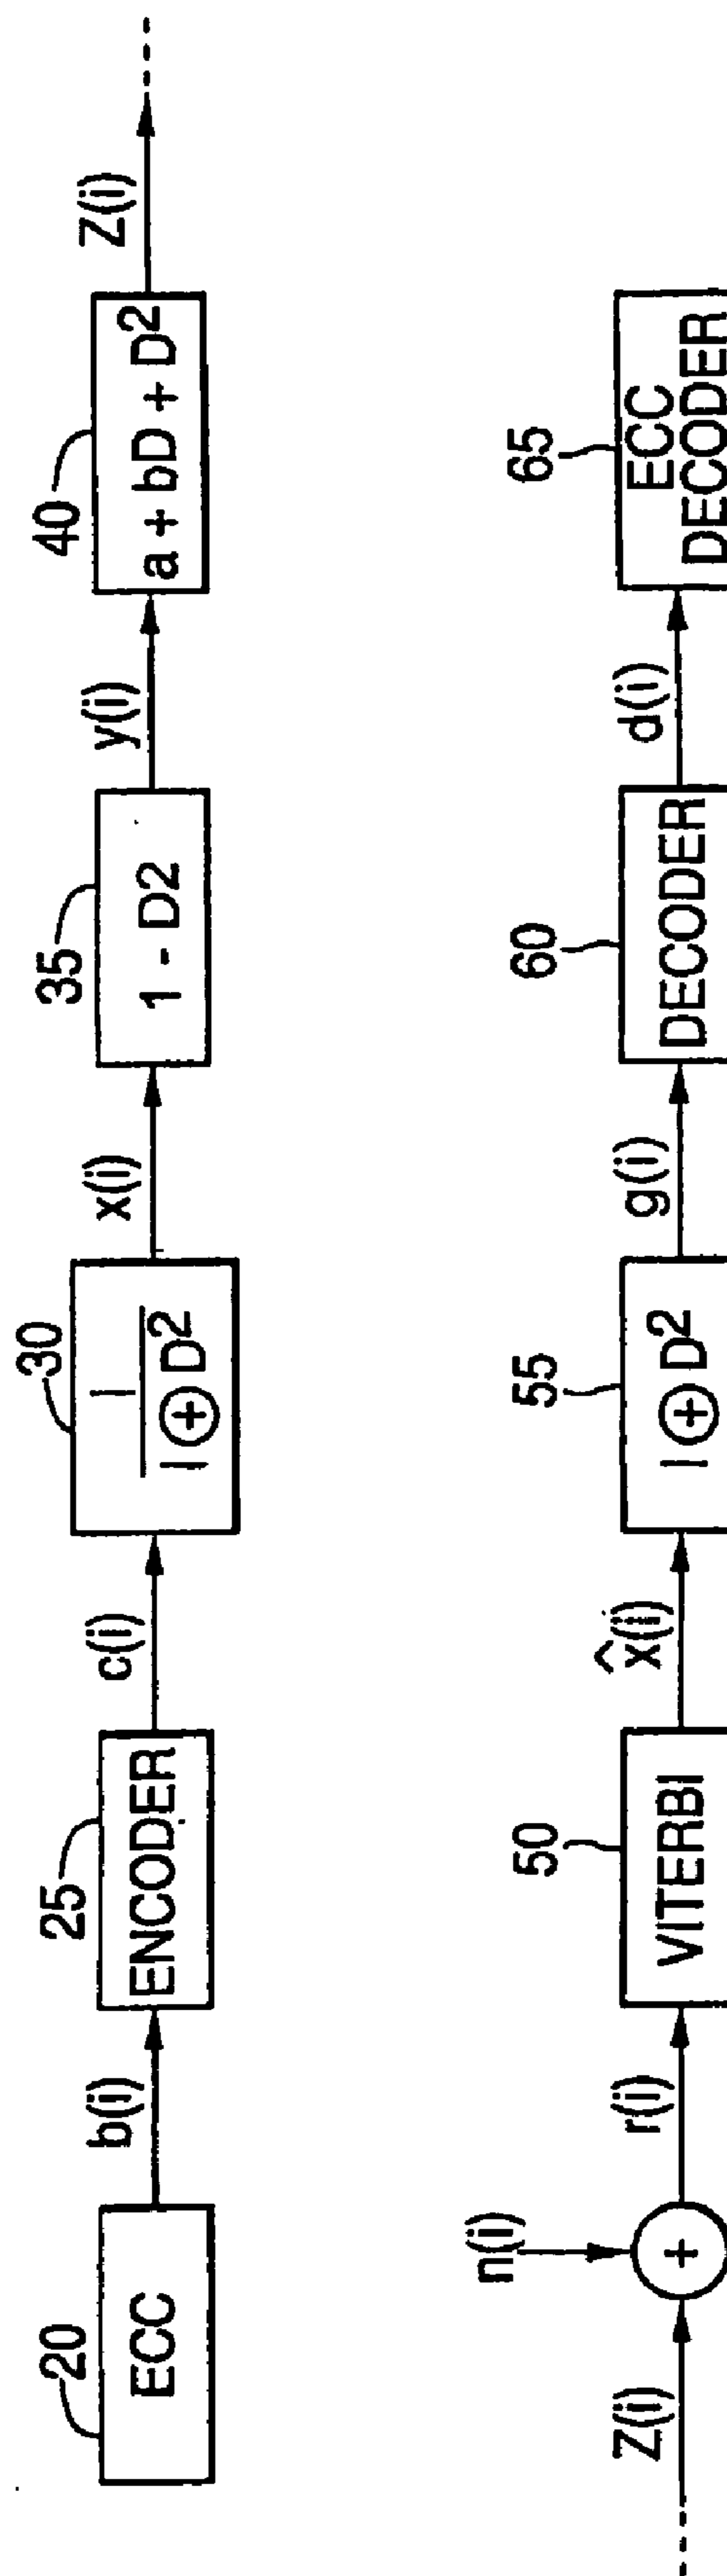 20
ECC
b(i)
25
ENCODER
c(i)
30
1
1 ⊕ D²
x(i)
35
1 - D2
y(i)
40
a + bD + D²
Z(i)
Z(i)
n(i)
+
r(i)
50
VITERBI
x̂(i)
55
1 ⊕ D²
g(i)
60
DECODER
d(i)
65
ECC
DECODER